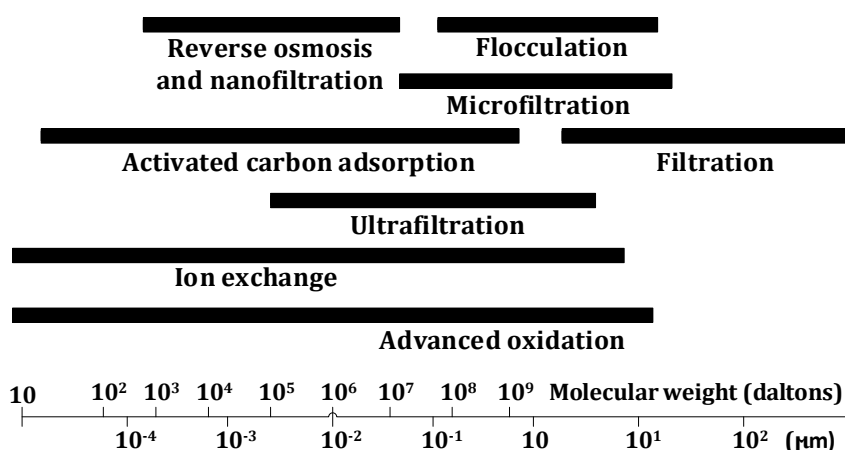 Reverse osmosis
and nanofiltration
Flocculation
Microfiltration
Activated carbon adsorption
Filtration
Ultrafiltration
Ion exchange
Advanced oxidation
10 10² 10³ 10⁴ 10⁵ 10⁶ 10⁷ 10⁸ 10⁹ Molecular weight (daltons)
10⁻⁴ 10⁻³ 10⁻² 10⁻¹ 10 10¹ 10² (μm)